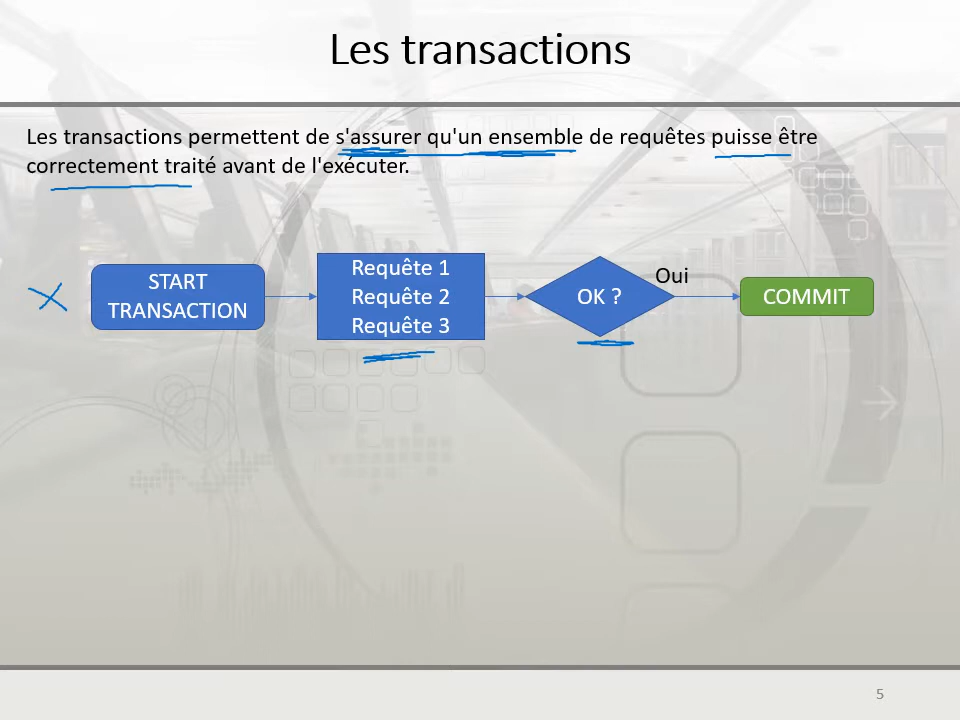 Les transactions
Les transactions permettent de s'assurer qu'un ensemble de requêtes puisse être
correctement traité avant de l'exécuter.
START
TRANSACTION
Requête 1
Requête 2
Requête 3
OK ?
Oui
COMMIT
5